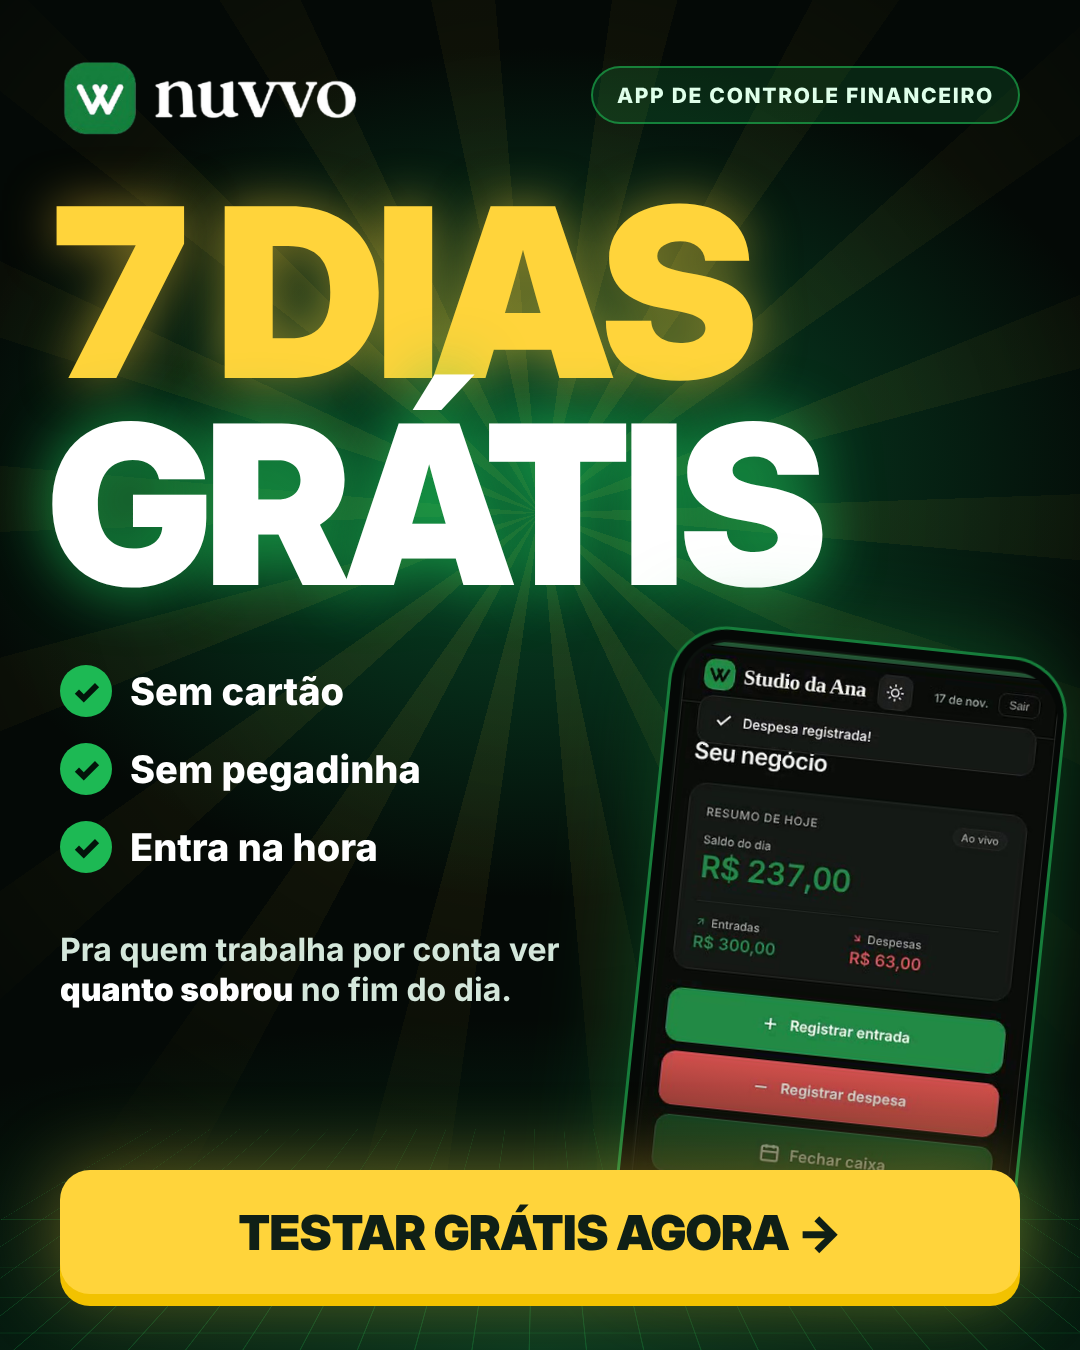 nuvvo
APP DE CONTROLE FINANCEIRO
7 DIAS
GRÁTIS
Sem cartão
Sem pegadinha
Entra na hora
Pra quem trabalha por conta ver
quanto sobrou no fim do dia.
Studio da Ana
17 de nov.
Sair
Despesa registrada!
Seu negócio
RESUMO DE HOJE
Ao vivo
Saldo do dia
R$ 237,00
Entradas
R$ 300,00
Despesas
R$ 63,00
+ Registrar entrada
− Registrar despesa
Fechar caixa
TESTAR GRÁTIS AGORA →